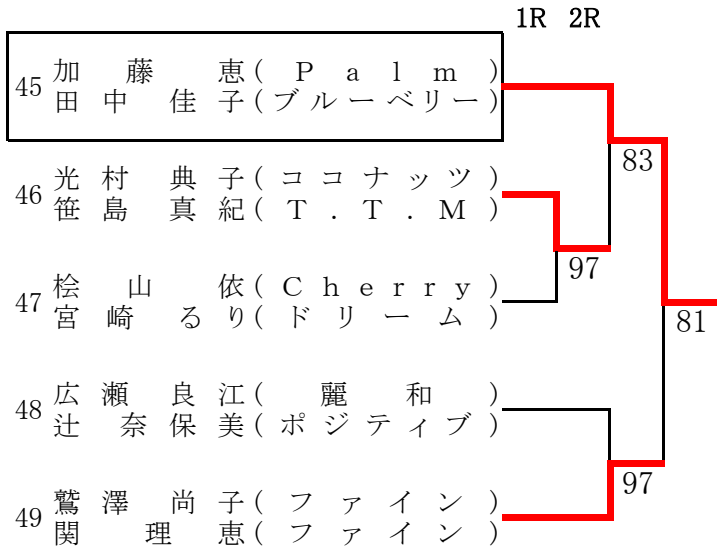 1R 2R
45 加藤恵(Palm)
田中佳子(ブルーベリー)
83
46 光村典子(ココナッツ)
笹島真紀(T.T.M)
97
47 桧山依(Cherry)
宮崎るり(ドリーム)
81
48 広瀬良江(麗和)
辻奈保美(ポジティブ)
97
49 鷲澤尚子(ファイン)
関理恵(ファイン)